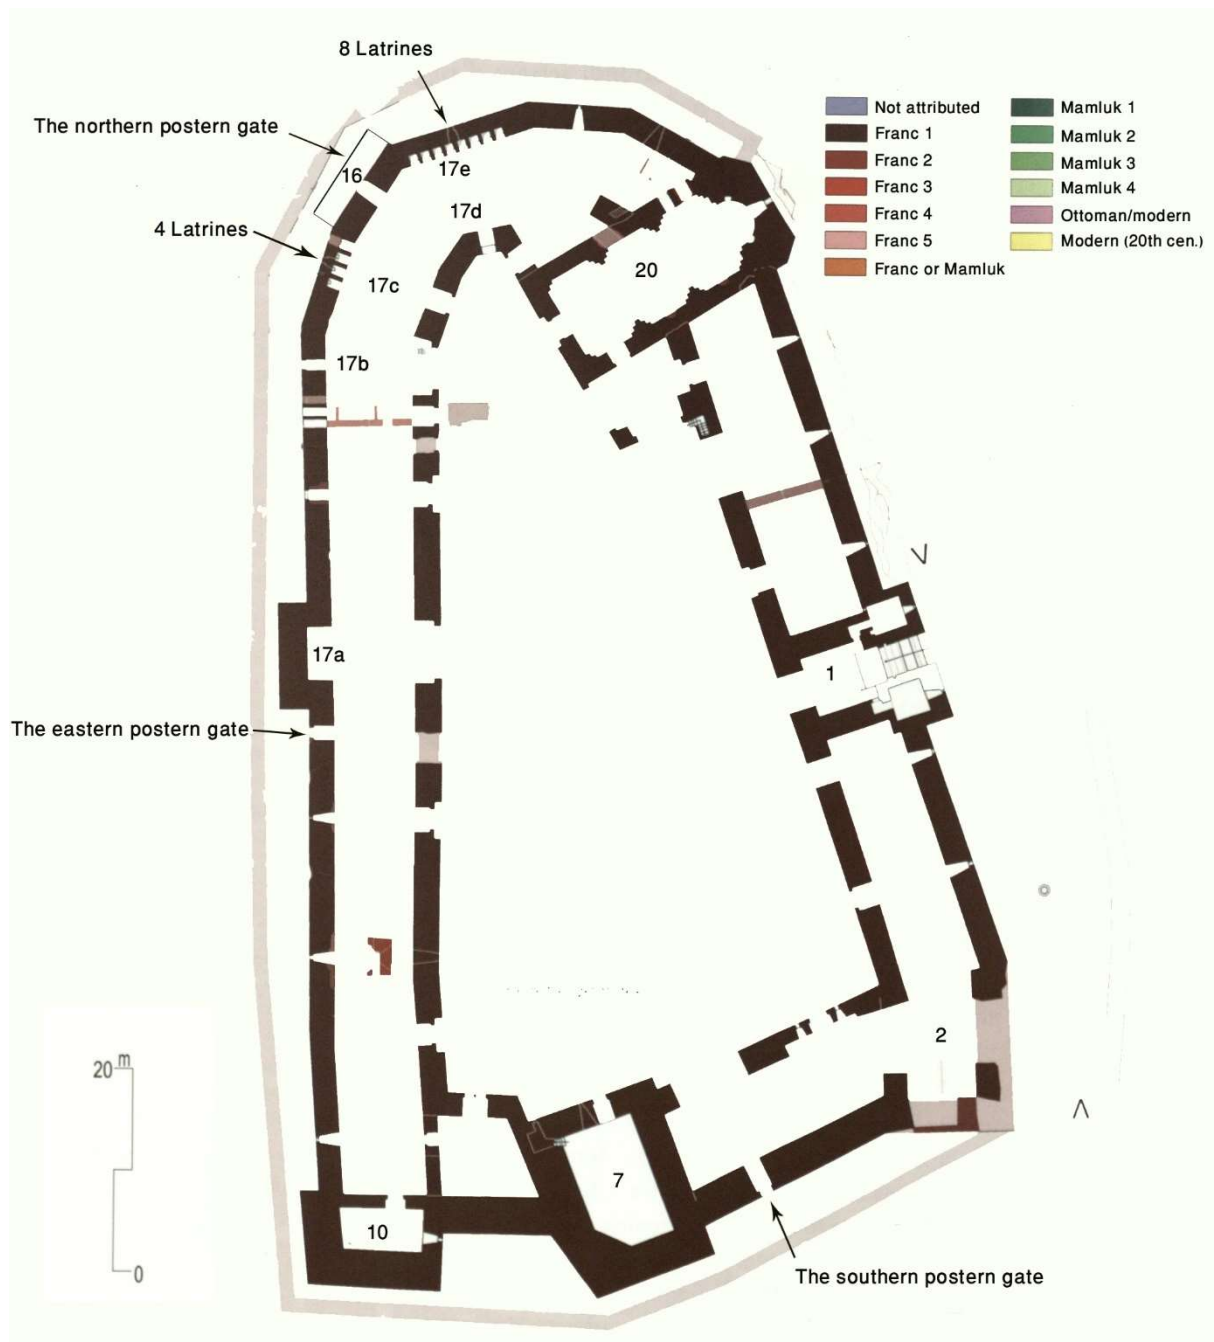 8 Latrines
The northern postern gate
16
17e
17d
4 Latrines
17c
17b
20
Not attributed
Franc 1
Franc 2
Franc 3
Franc 4
Franc 5
Franc or Mamluk
Mamluk 1
Mamluk 2
Mamluk 3
Mamluk 4
Ottoman/modern
Modern (20th cen.)
17a
1
The eastern postern gate
2
20 m
0
7
10
The southern postern gate